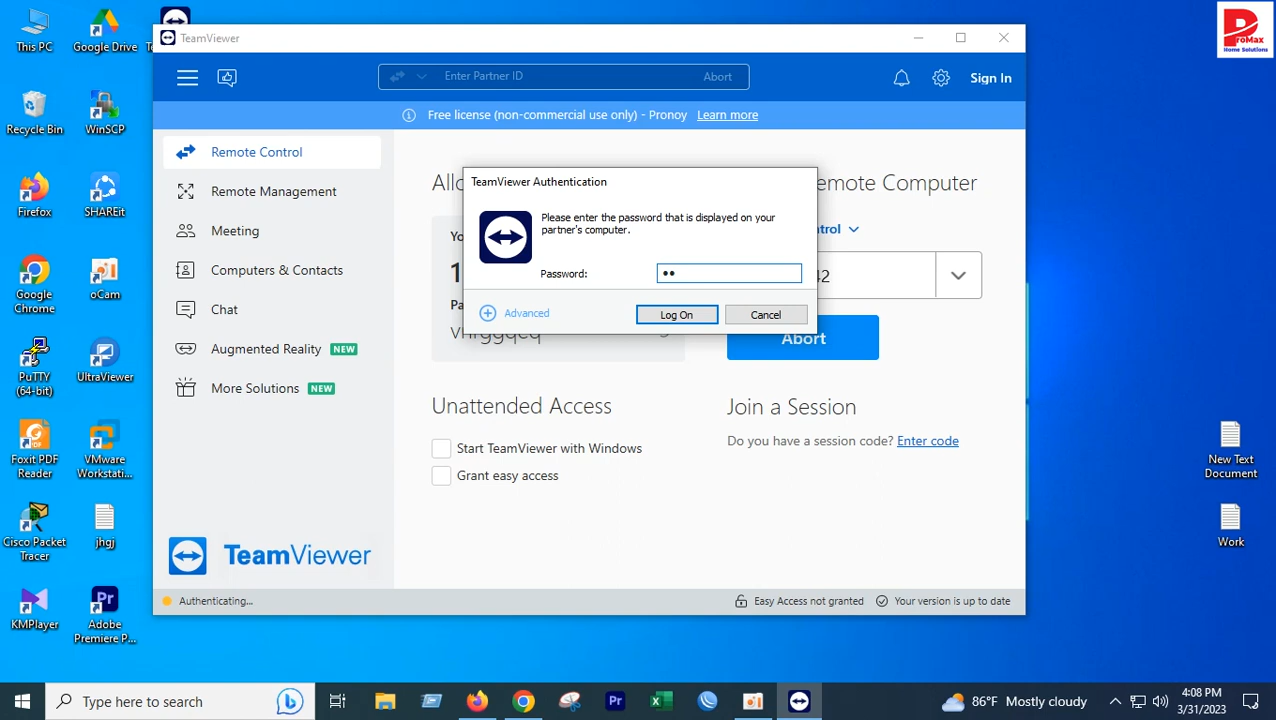 This PC
Google Drive
TeamViewer
ProMax
Home Solutions
Enter Partner ID
Abort
Sign In
Free license (non-commercial use only) - Pronoy
Learn more
Recycle Bin
WinSCP
Remote Control
Remote Management
Meeting
Computers & Contacts
Chat
Augmented Reality NEW
More Solutions NEW
TeamViewer Authentication
Please enter the password that is displayed on your
partner's computer.
Password:
Advanced
Log On
Cancel
Abort
Firefox
SHAREit
Google
Chrome
oCam
PuTTY
(64-bit)
UltraViewer
Foxit PDF
Reader
VMware
Workstati...
Cisco Packet
Tracer
jhgj
KMPlayer
Adobe
Premiere P...
Unattended Access
Start TeamViewer with Windows
Grant easy access
Join a Session
Do you have a session code? Enter code
New Text
Document
Work
TeamViewer
Authenticating...
Easy Access not granted
Your version is up to date
Type here to search
86°F Mostly cloudy
4:08 PM
3/31/2023